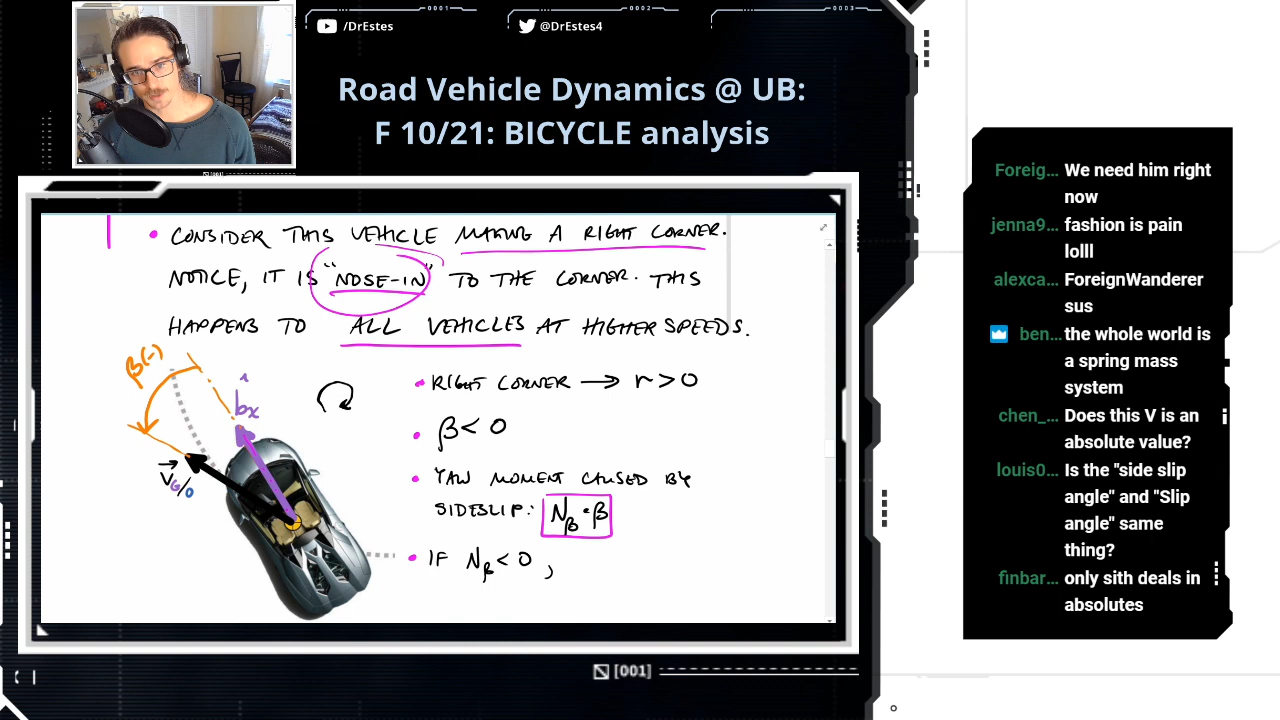 0001
0002
0003
/DrEstes
@DrEstes4
Road Vehicle Dynamics @ UB:
F 10/21: BICYCLE analysis
[001]
• CONSIDER THIS VEHICLE MAKING A RIGHT CORNER.
NOTICE, IT IS "NOSE-IN" TO THE CORNER. THIS
HAPPENS TO ALL VEHICLES AT HIGHER SPEEDS.
β(-)
b̂x
V⃗G/O
• RIGHT CORNER → r > 0
• β < 0
• YAW MOMENT CAUSED BY
SIDESLIP: Nβ·β
• IF Nβ < 0 ,
[001]
Foreig… We need him right
now
jenna9… fashion is pain
lolll
alexca… ForeignWanderer
sus
ben… the whole world is
a spring mass
system
chen_… Does this V is an
absolute value?
louis0… Is the "side slip
angle" and "Slip
angle" same
thing?
finbar… only sith deals in
absolutes